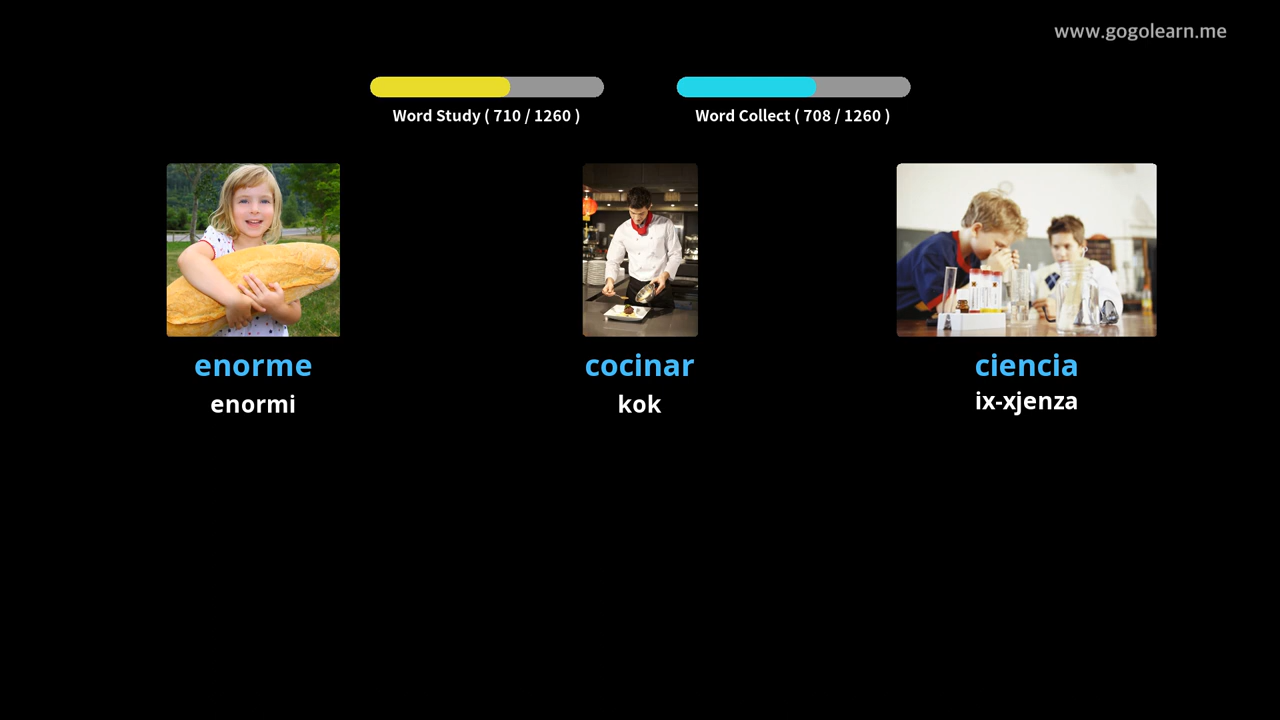 www.gogolearn.me
Word Study ( 710 / 1260 )
Word Collect ( 708 / 1260 )
enorme
enormi
cocinar
kok
ciencia
ix-xjenza